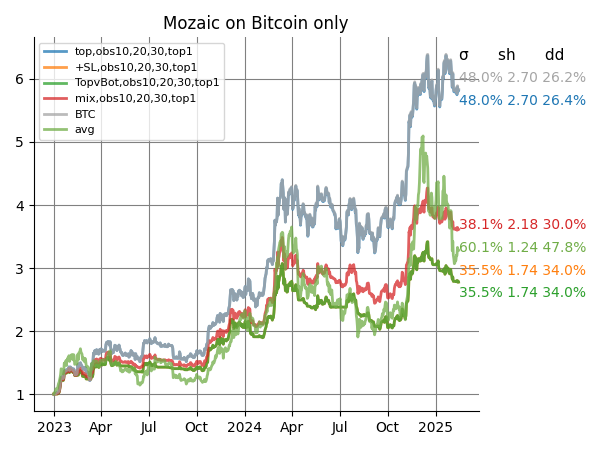 Mozaic on Bitcoin only
top,obs10,20,30,top1
+SL,obs10,20,30,top1
TopvBot,obs10,20,30,top1
mix,obs10,20,30,top1
BTC
avg
σ sh dd
48.0% 2.70 26.2%
48.0% 2.70 26.4%
38.1% 2.18 30.0%
60.1% 1.24 47.8%
35.5% 1.74 34.0%
35.5% 1.74 34.0%
6
5
4
3
2
1
2023 Apr Jul Oct 2024 Apr Jul Oct 2025